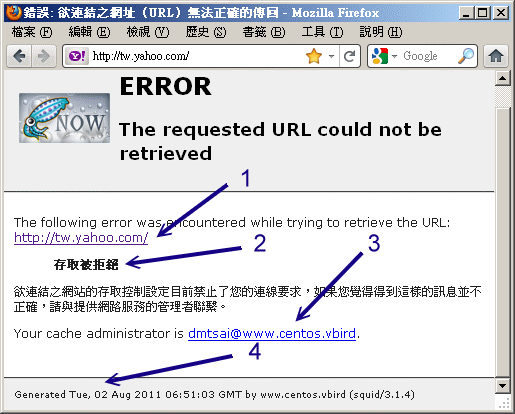 錯誤: 欲連結之網址（URL）無法正確的傳回 - Mozilla Firefox
檔案(F) 編輯(E) 檢視(V) 歷史(S) 書籤(B) 工具(T) 說明(H)
Y! http://tw.yahoo.com/ Google
NOW
ERROR
The requested URL could not be
retrieved
1
The following error was encountered while trying to retrieve the URL:
http://tw.yahoo.com/
2
3
存取被拒絕
欲連結之網站的存取控制設定目前禁止了您的連線要求，如果您覺得得到這樣的訊息並不
正確，請與提供網路服務的管理者聯繫。
Your cache administrator is dmtsai@www.centos.vbird.
4
Generated Tue, 02 Aug 2011 06:51:03 GMT by www.centos.vbird (squid/3.1.4)